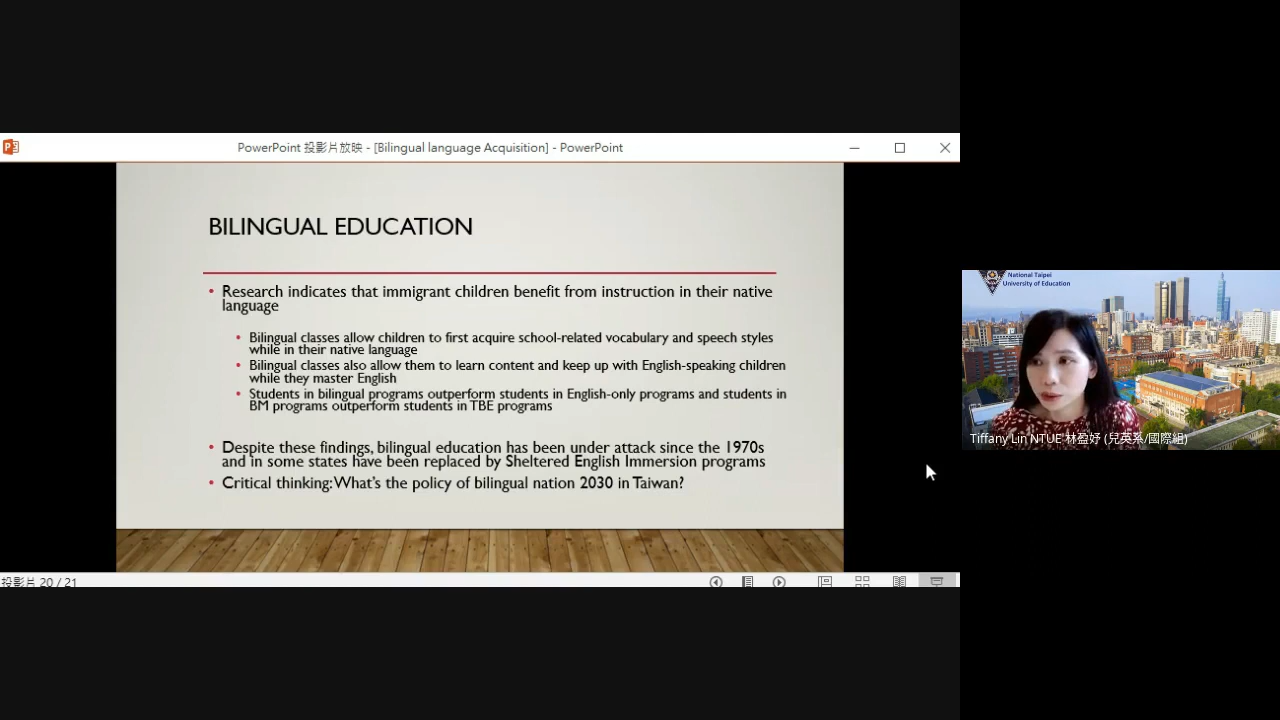 PowerPoint 投影片放映 - [Bilingual language Acquisition] - PowerPoint
BILINGUAL EDUCATION
• Research indicates that immigrant children benefit from instruction in their native
language
• Bilingual classes allow children to first acquire school-related vocabulary and speech styles
while in their native language
• Bilingual classes also allow them to learn content and keep up with English-speaking children
while they master English
• Students in bilingual programs outperform students in English-only programs and students in
BM programs outperform students in TBE programs
• Despite these findings, bilingual education has been under attack since the 1970s
and in some states have been replaced by Sheltered English Immersion programs
• Critical thinking: What's the policy of bilingual nation 2030 in Taiwan?
投影片 20 / 21
National Taipei
University of Education
Tiffany Lin NTUE 林盈妤 (兒英系/國際組)